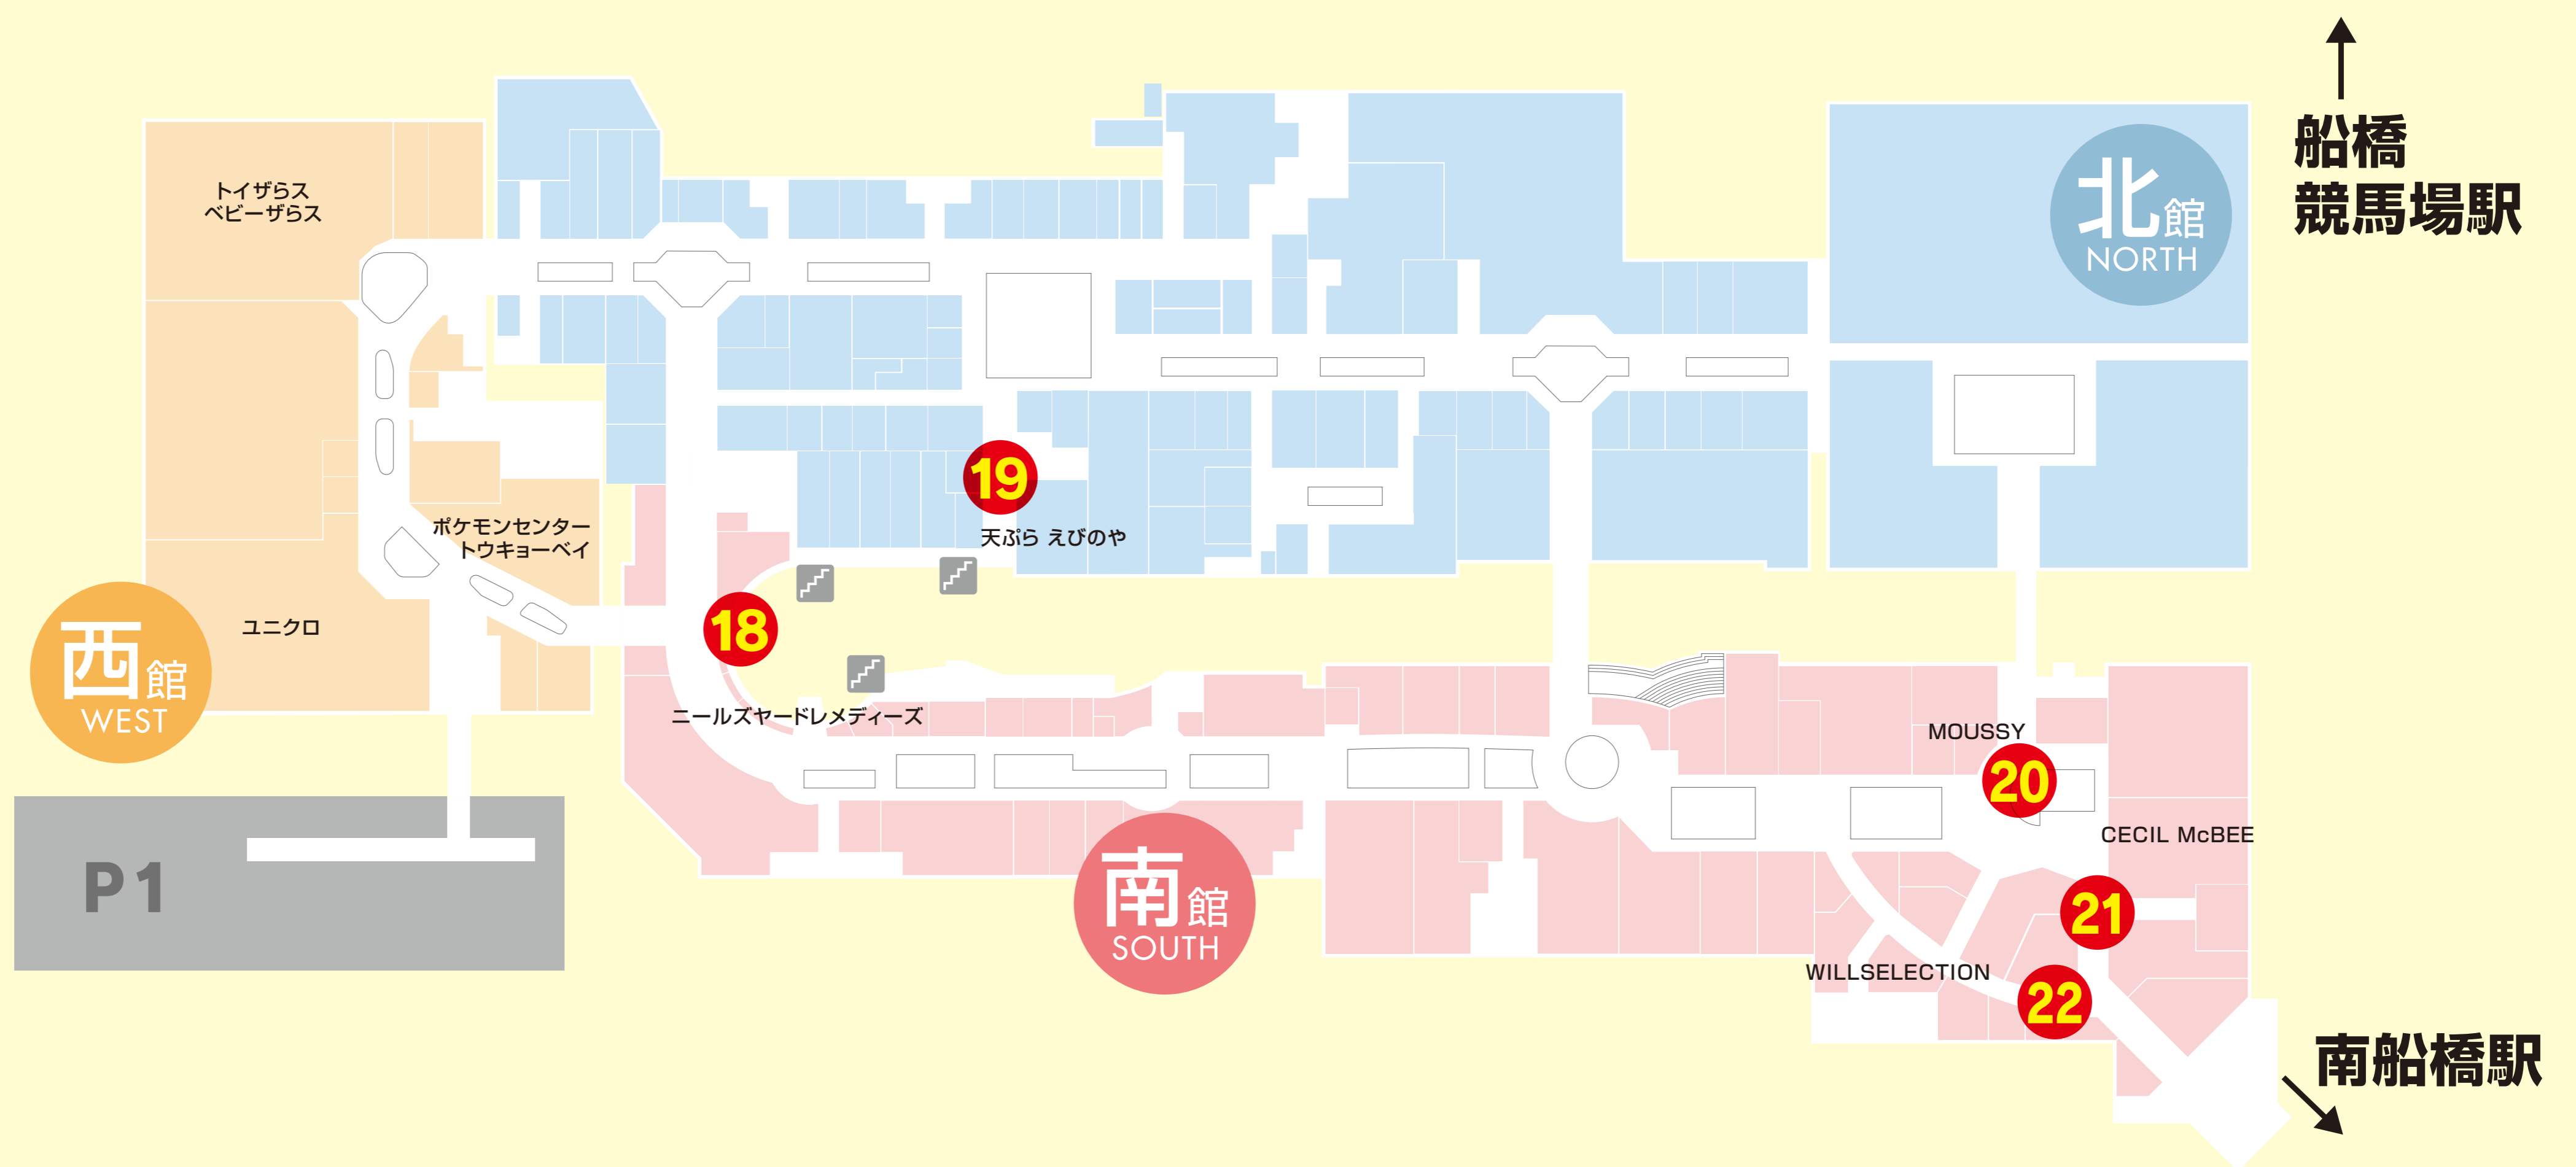 船橋
競馬場駅
北館
NORTH
トイザらス
ベビーザらス
19
天ぷら えびのや
ポケモンセンター
トウキョーベイ
18
ユニクロ
西館
WEST
ニールズヤードレメディーズ
MOUSSY
20
CECIL McBEE
P1
南館
SOUTH
21
WILLSELECTION
22
南船橋駅